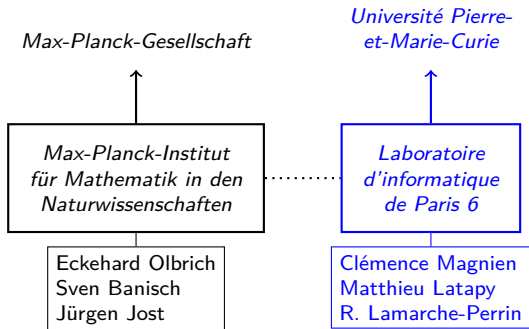 Max-Planck-Gesellschaft
Université Pierre-
et-Marie-Curie
Max-Planck-Institut
für Mathematik in den
Naturwissenschaften
Laboratoire
d'informatique
de Paris 6
Eckehard Olbrich
Sven Banisch
Jürgen Jost
Clémence Magnien
Matthieu Latapy
R. Lamarche-Perrin